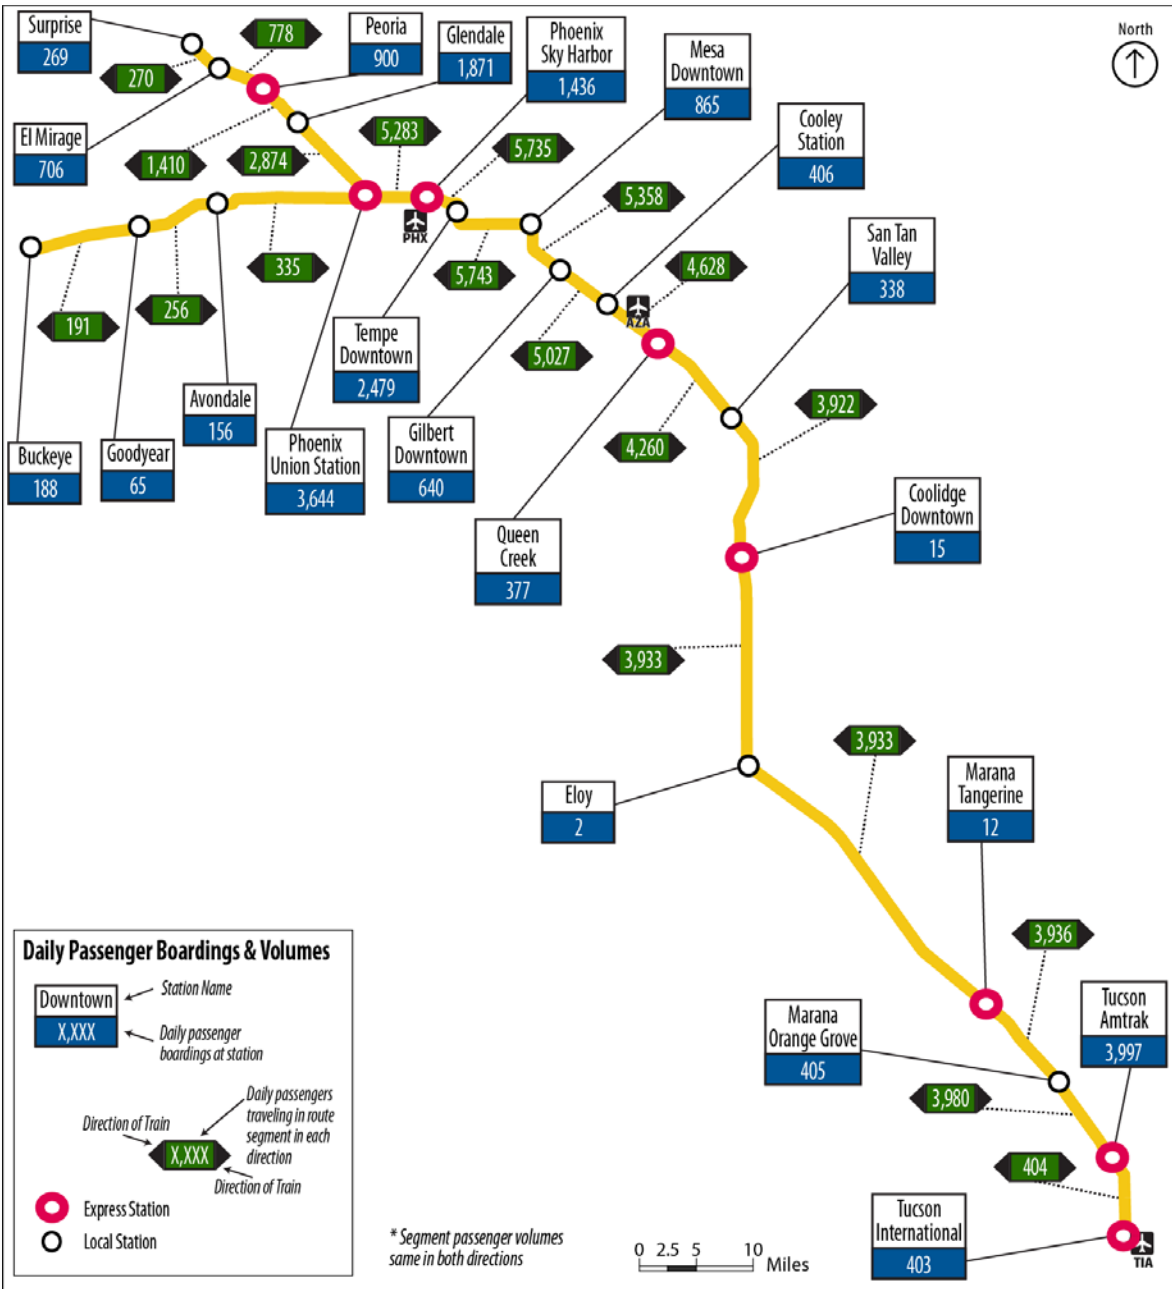 Surprise
269
778
Peoria
900
Glendale
1,871
Phoenix
Sky Harbor
1,436
Mesa
Downtown
865
North
270
El Mirage
706
1,410
2,874
5,283
5,735
Cooley
Station
406
PHX
5,358
San Tan
Valley
338
335
5,743
4,628
AZA
191
256
Tempe
Downtown
2,479
5,027
Avondale
156
3,922
Buckeye
188
Goodyear
65
Phoenix
Union Station
3,644
Gilbert
Downtown
640
4,260
Queen
Creek
377
Coolidge
Downtown
15
3,933
3,933
Eloy
2
Marana
Tangerine
12
3,936
Tucson
Amtrak
3,997
Marana
Orange Grove
405
3,980
404
Tucson
International
403
TIA
Daily Passenger Boardings & Volumes
Downtown
X,XXX
Station Name
Daily passenger
boardings at station
Daily passengers
traveling in route
segment in each
direction
Direction of Train
X,XXX
Direction of Train
Express Station
Local Station
* Segment passenger volumes
same in both directions
0 2.5 5 10
Miles